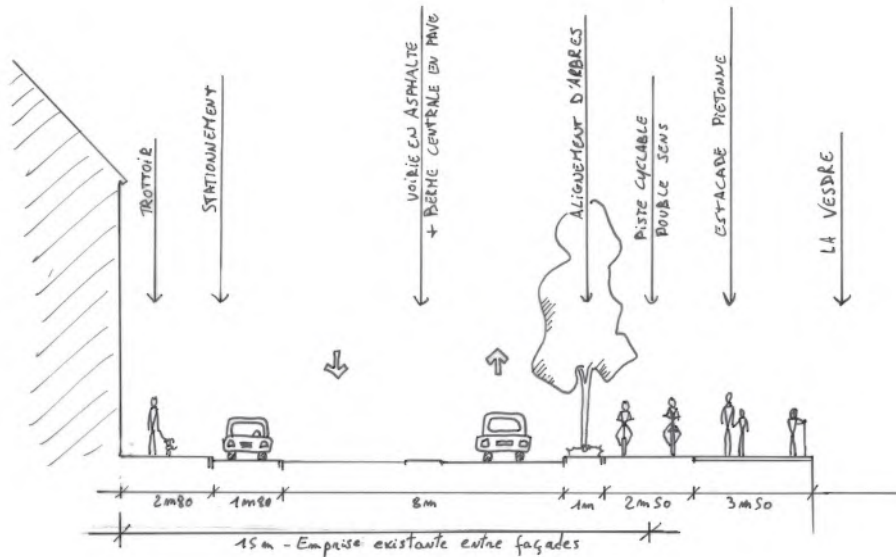 TROTTOIR
STATIONNEMENT
VOIRIE EN ASPHALTE
+ BERME CENTRALE EN PAVE
ALIGNEMENT D'ARBRES
PISTE CYCLABLE
DOUBLE SENS
ESTACADE PIETONNE
LA VESDRE
2m80
1m80
8m
1m
2m50
3m50
15m - Emprise existante entre façades